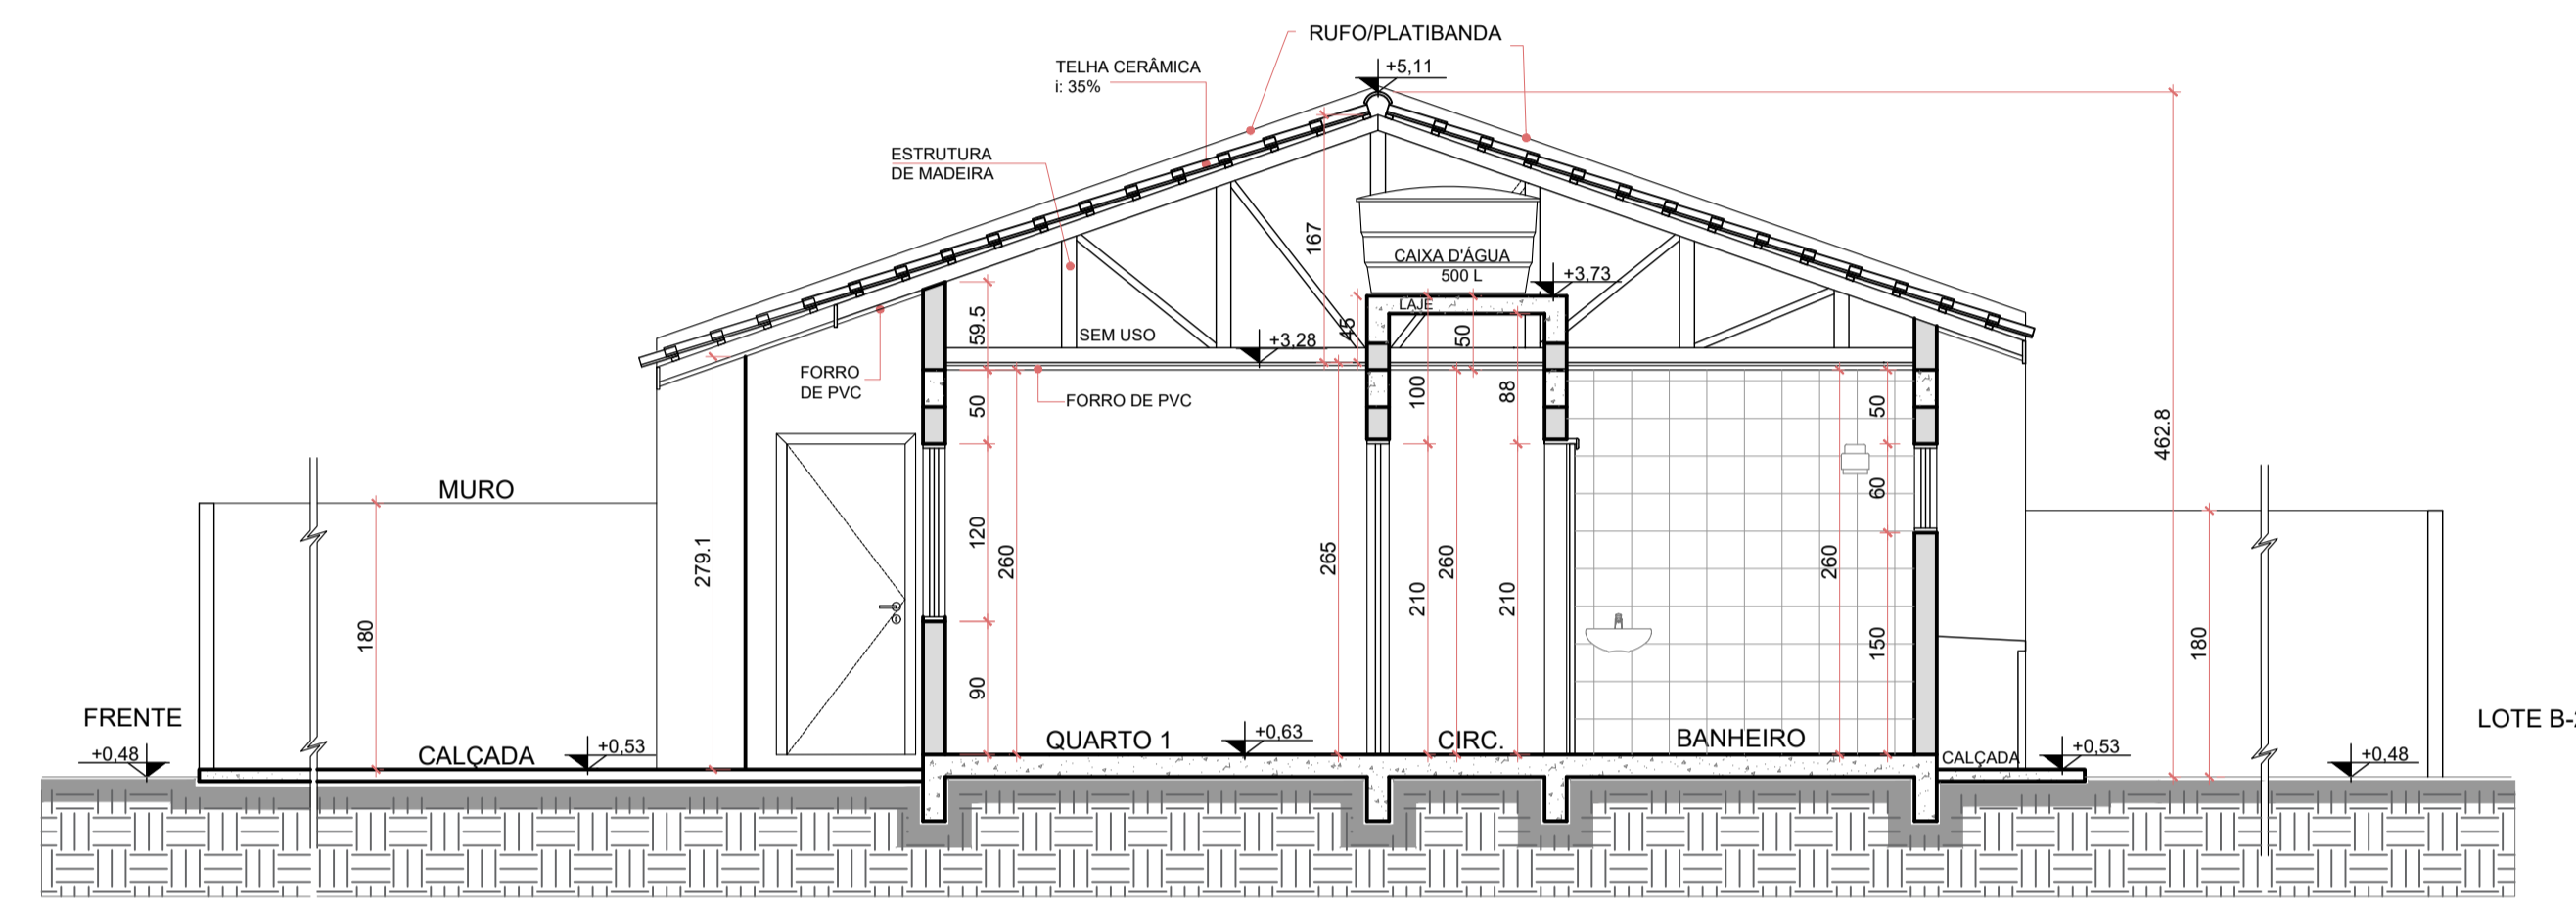 RUFO/PLATIBANDA
TELHA CERÂMICA
i: 35%
+5,11
ESTRUTURA
DE MADEIRA
167
CAIXA D'ÁGUA
500 L
+3,73
LAJE
59.5
SEM USO
+3,28
45
50
FORRO
DE PVC
FORRO DE PVC
50
100
88
50
462.8
MURO
60
279.1
120
260
265
260
260
210
210
180
150
180
90
FRENTE
+0,48
CALÇADA
+0,53
QUARTO 1
+0,63
CIRC.
BANHEIRO
CALÇADA
+0,53
+0,48
LOTE B-